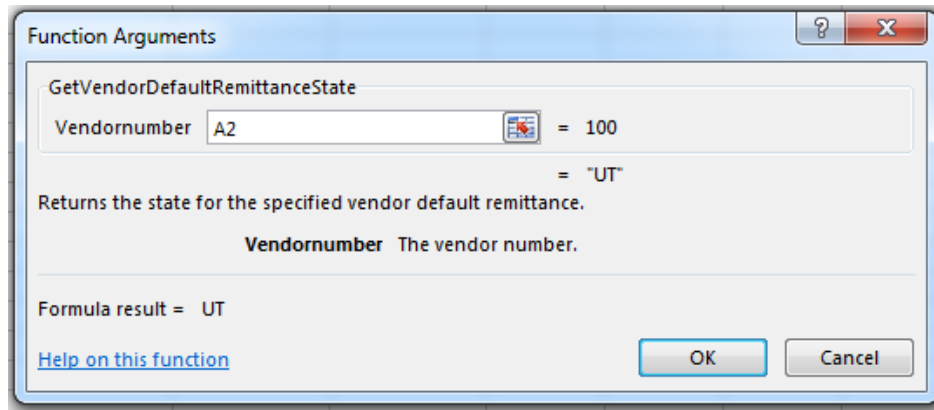 Function Arguments
GetVendorDefaultRemittanceState
Vendornumber A2 = 100
= "UT"
Returns the state for the specified vendor default remittance.
Vendornumber The vendor number.
Formula result = UT
Help on this function OK Cancel